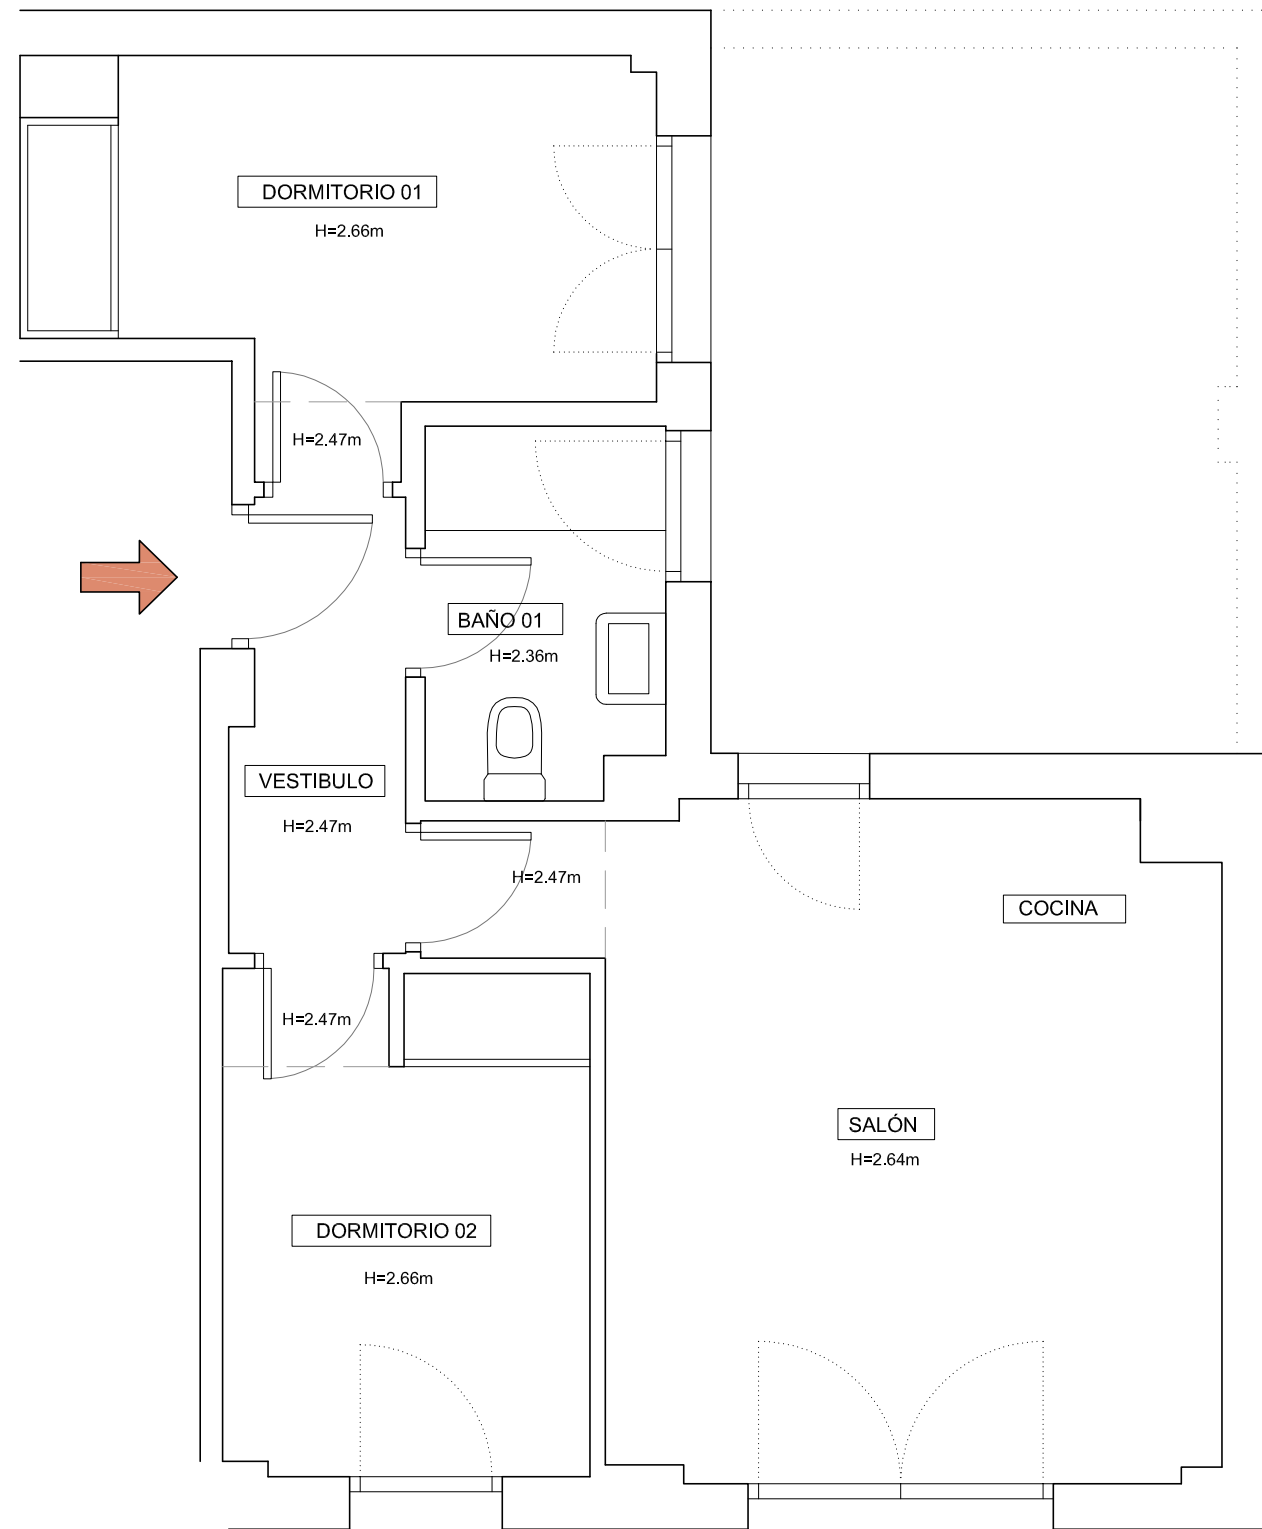 DORMITORIO 01
H=2.66m
H=2.47m
BAÑO 01
H=2.36m
VESTIBULO
H=2.47m
H=2.47m
COCINA
H=2.47m
SALÓN
H=2.64m
DORMITORIO 02
H=2.66m